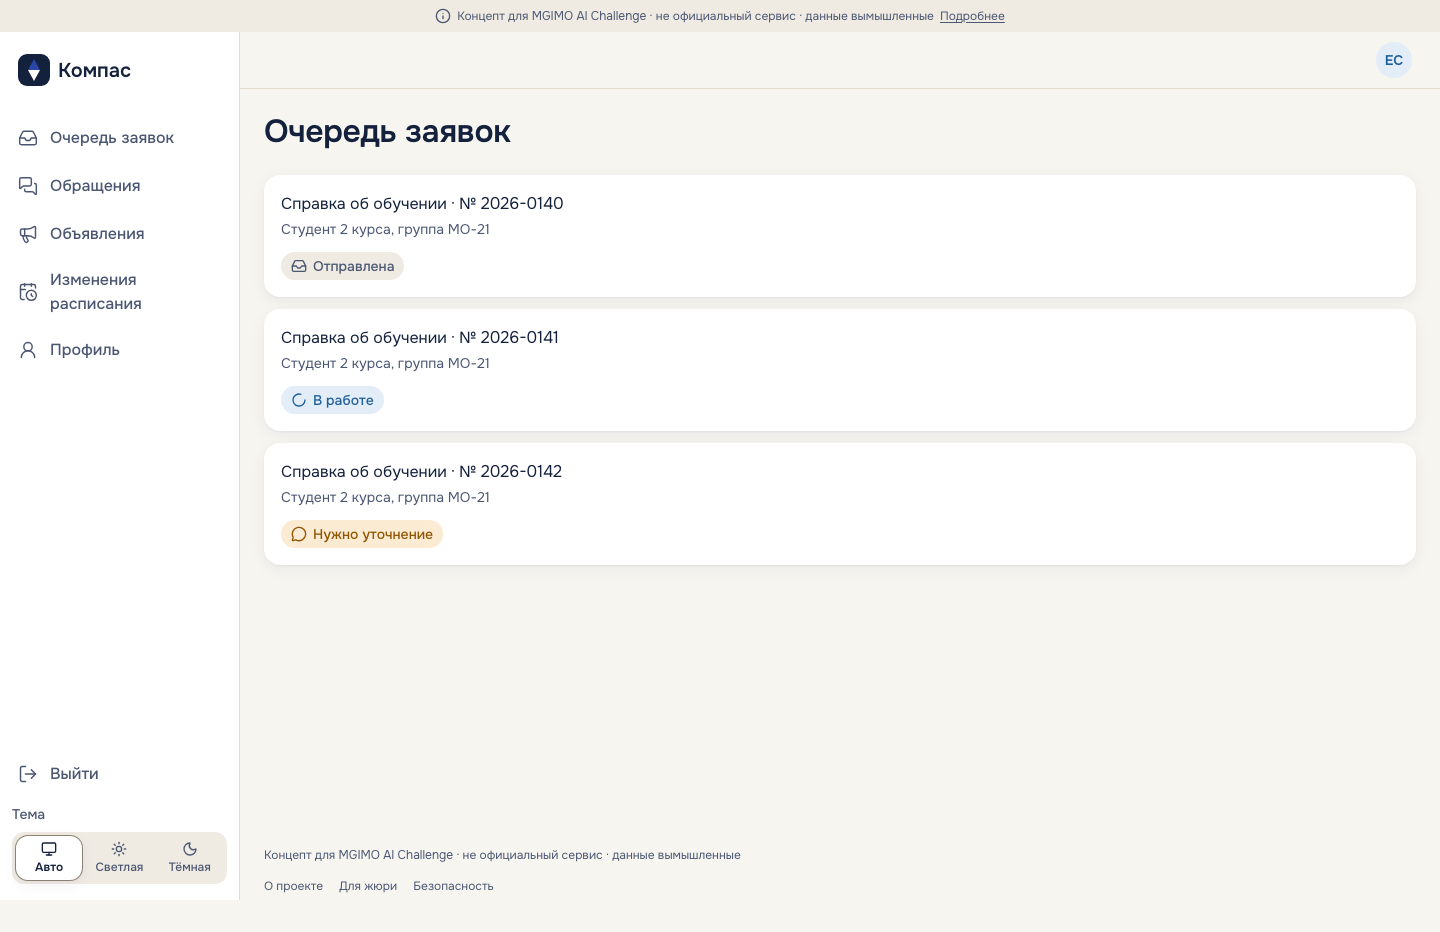 Концепт для MGIMO AI Challenge · не официальный сервис · данные вымышленные Подробнее
Компас
ЕС
Очередь заявок
Обращения
Объявления
Изменения
расписания
Профиль
Очередь заявок
Справка об обучении · № 2026-0140
Студент 2 курса, группа МО-21
Отправлена
Справка об обучении · № 2026-0141
Студент 2 курса, группа МО-21
В работе
Справка об обучении · № 2026-0142
Студент 2 курса, группа МО-21
Нужно уточнение
Выйти
Тема
Авто Светлая Тёмная
Концепт для MGIMO AI Challenge · не официальный сервис · данные вымышленные
О проекте Для жюри Безопасность